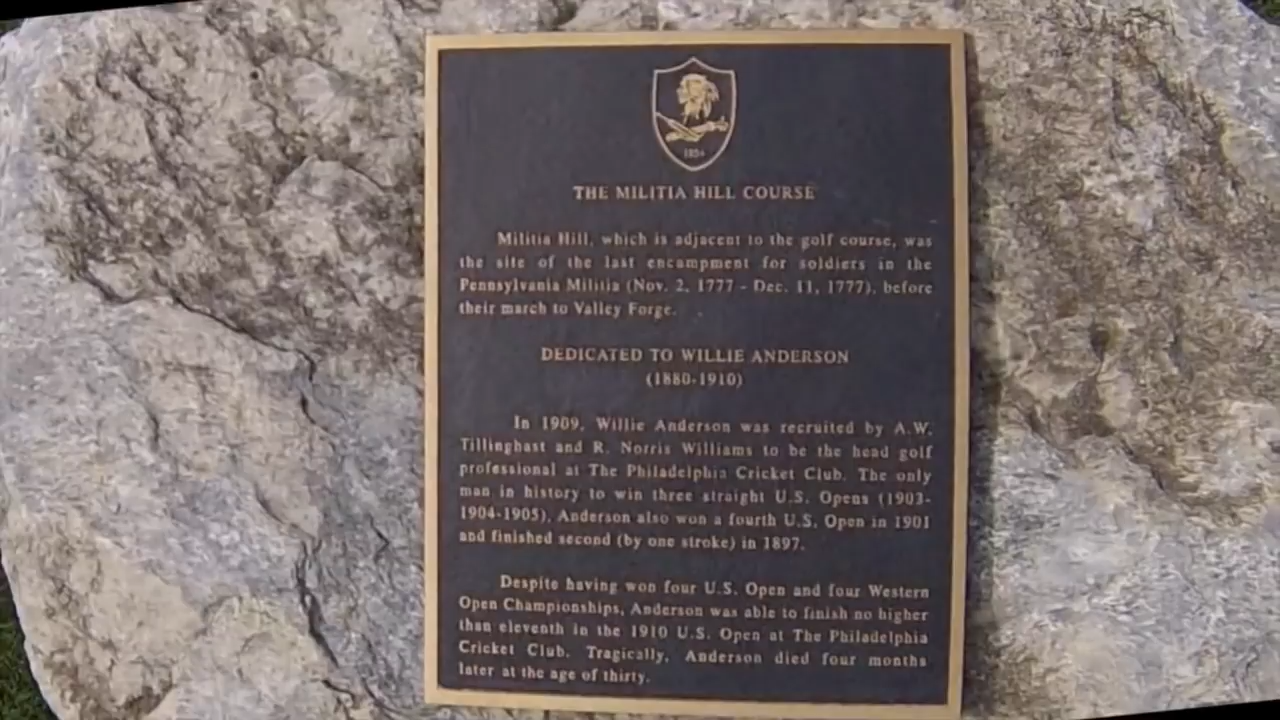 1854
THE MILITIA HILL COURSE
Militia Hill, which is adjacent to the golf course, was
the site of the last encampment for soldiers in the
Pennsylvania Militia (Nov. 2, 1777 - Dec. 11, 1777), before
their march to Valley Forge.
DEDICATED TO WILLIE ANDERSON
(1880-1910)
In 1909, Willie Anderson was recruited by A.W.
Tillinghast and R. Norris Williams to be the head golf
professional at The Philadelphia Cricket Club. The only
man in history to win three straight U.S. Opens (1903-
1904-1905), Anderson also won a fourth U.S. Open in 1901
and finished second (by one stroke) in 1897.
Despite having won four U.S. Open and four Western
Open Championships, Anderson was able to finish no higher
than eleventh in the 1910 U.S. Open at The Philadelphia
Cricket Club. Tragically, Anderson died four months
later at the age of thirty.